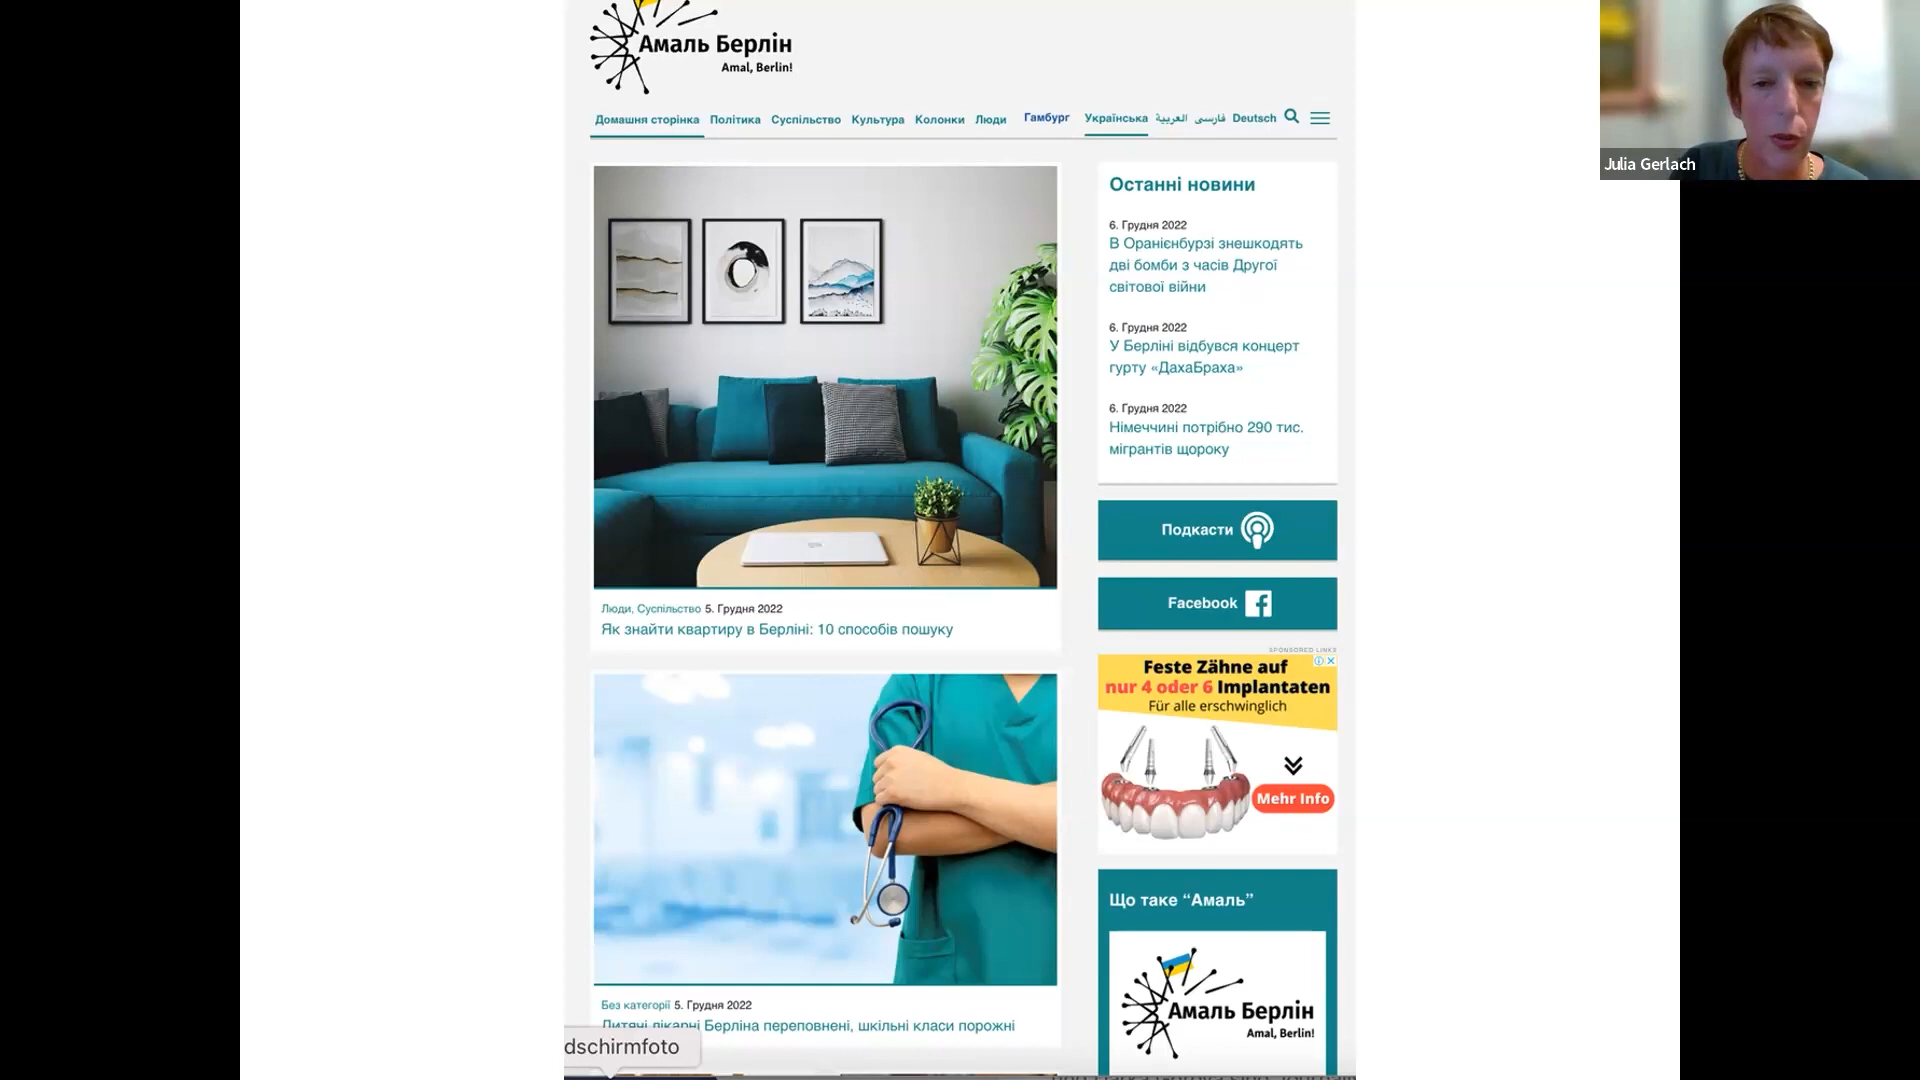 Амаль Берлін
Amal, Berlin!
Домашня сторінка Політика Суспільство Культура Колонки Люди Гамбург Українська العربية فارسی Deutsch
Julia Gerlach
Останні новини
6. Грудня 2022
В Оранієнбурзі знешкодять
дві бомби з часів Другої
світової війни
6. Грудня 2022
У Берліні відбувся концерт
гурту «ДахаБраха»
6. Грудня 2022
Німеччині потрібно 290 тис.
мігрантів щороку
Подкасти
Facebook
Люди, Суспільство 5. Грудня 2022
Як знайти квартиру в Берліні: 10 способів пошуку
SPONSORED LINKS
Feste Zähne auf
nur 4 oder 6 Implantaten
Für alle erschwinglich
Mehr Info
Що таке “Амаль”
Амаль Берлін
Amal, Berlin!
Без категорії 5. Грудня 2022
Дитячі лікарні Берліна переповнені, шкільні класи порожні
dschirmfoto